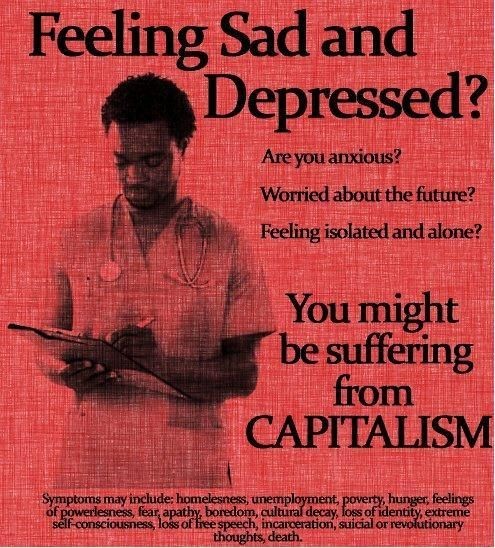 Feeling Sad and
Depressed?
Are you anxious?
Worried about the future?
Feeling isolated and alone?
You might
be suffering
from
CAPITALISM
Symptoms may include: homelesness, unemployment, poverty, hunger, feelings
of powerlesness, fear, apathy, boredom, cultural decay, loss of identity, extreme
self-consciousness, loss of free speech, incarceration, suicial or revolutionary
thoughts, death.